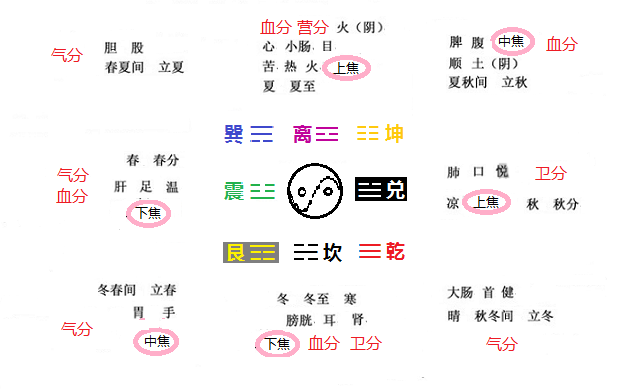 气分
胆 股
春夏间 立夏
血分 营分 火（阴）
心 小肠 目
苦 热 火 上焦
夏 夏至
脾 腹 中焦 血分
顺 土（阴）
夏秋间 立秋
巽 ☴ 离 ☲ ☷ 坤
气分
血分
春 春分
肝 足 温
下焦
震 ☳
☱ 兑
肺 口 悦 卫分
凉 上焦 秋 秋分
艮 ☶ ☵ 坎 ☰ 乾
冬春间 立春
胃 手
气分 中焦
冬 冬至 寒
膀胱 耳 肾
下焦 血分 卫分
大肠 首 健
晴 秋冬间 立冬
气分